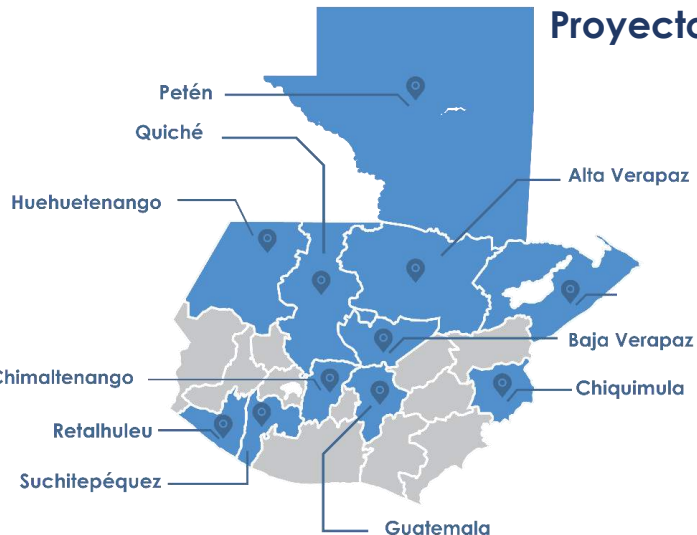 Proyecto
Petén
Quiché
Alta Verapaz
Huehuetenango
Baja Verapaz
Chimaltenango
Chiquimula
Retalhuleu
Suchitepéquez
Guatemala